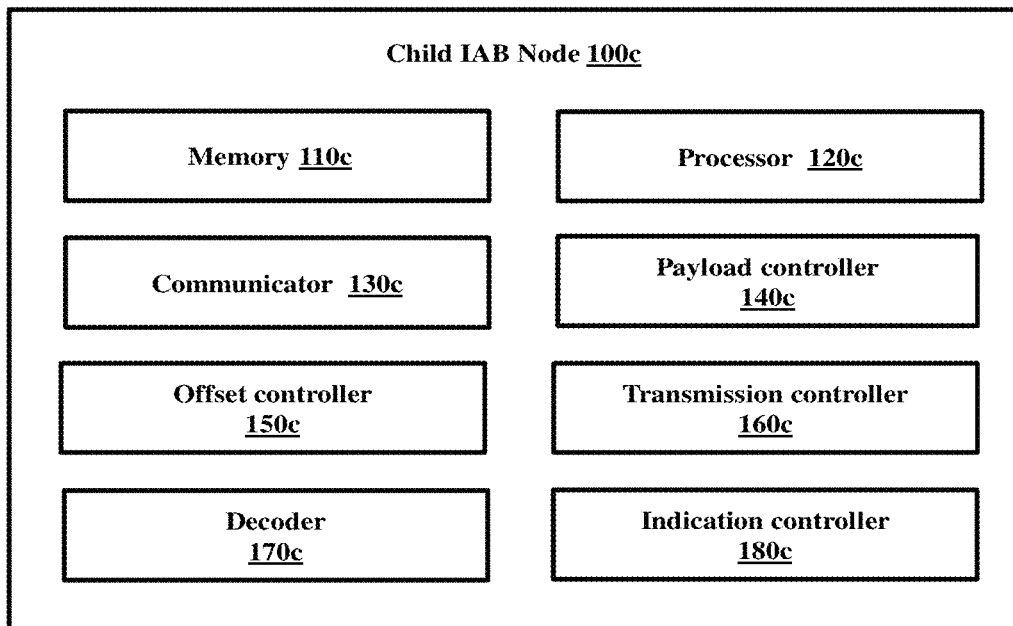 Child IAB Node 100c
Memory 110c
Processor 120c
Communicator 130c
Payload controller
140c
Offset controller
150c
Transmission controller
160c
Decoder
170c
Indication controller
180c